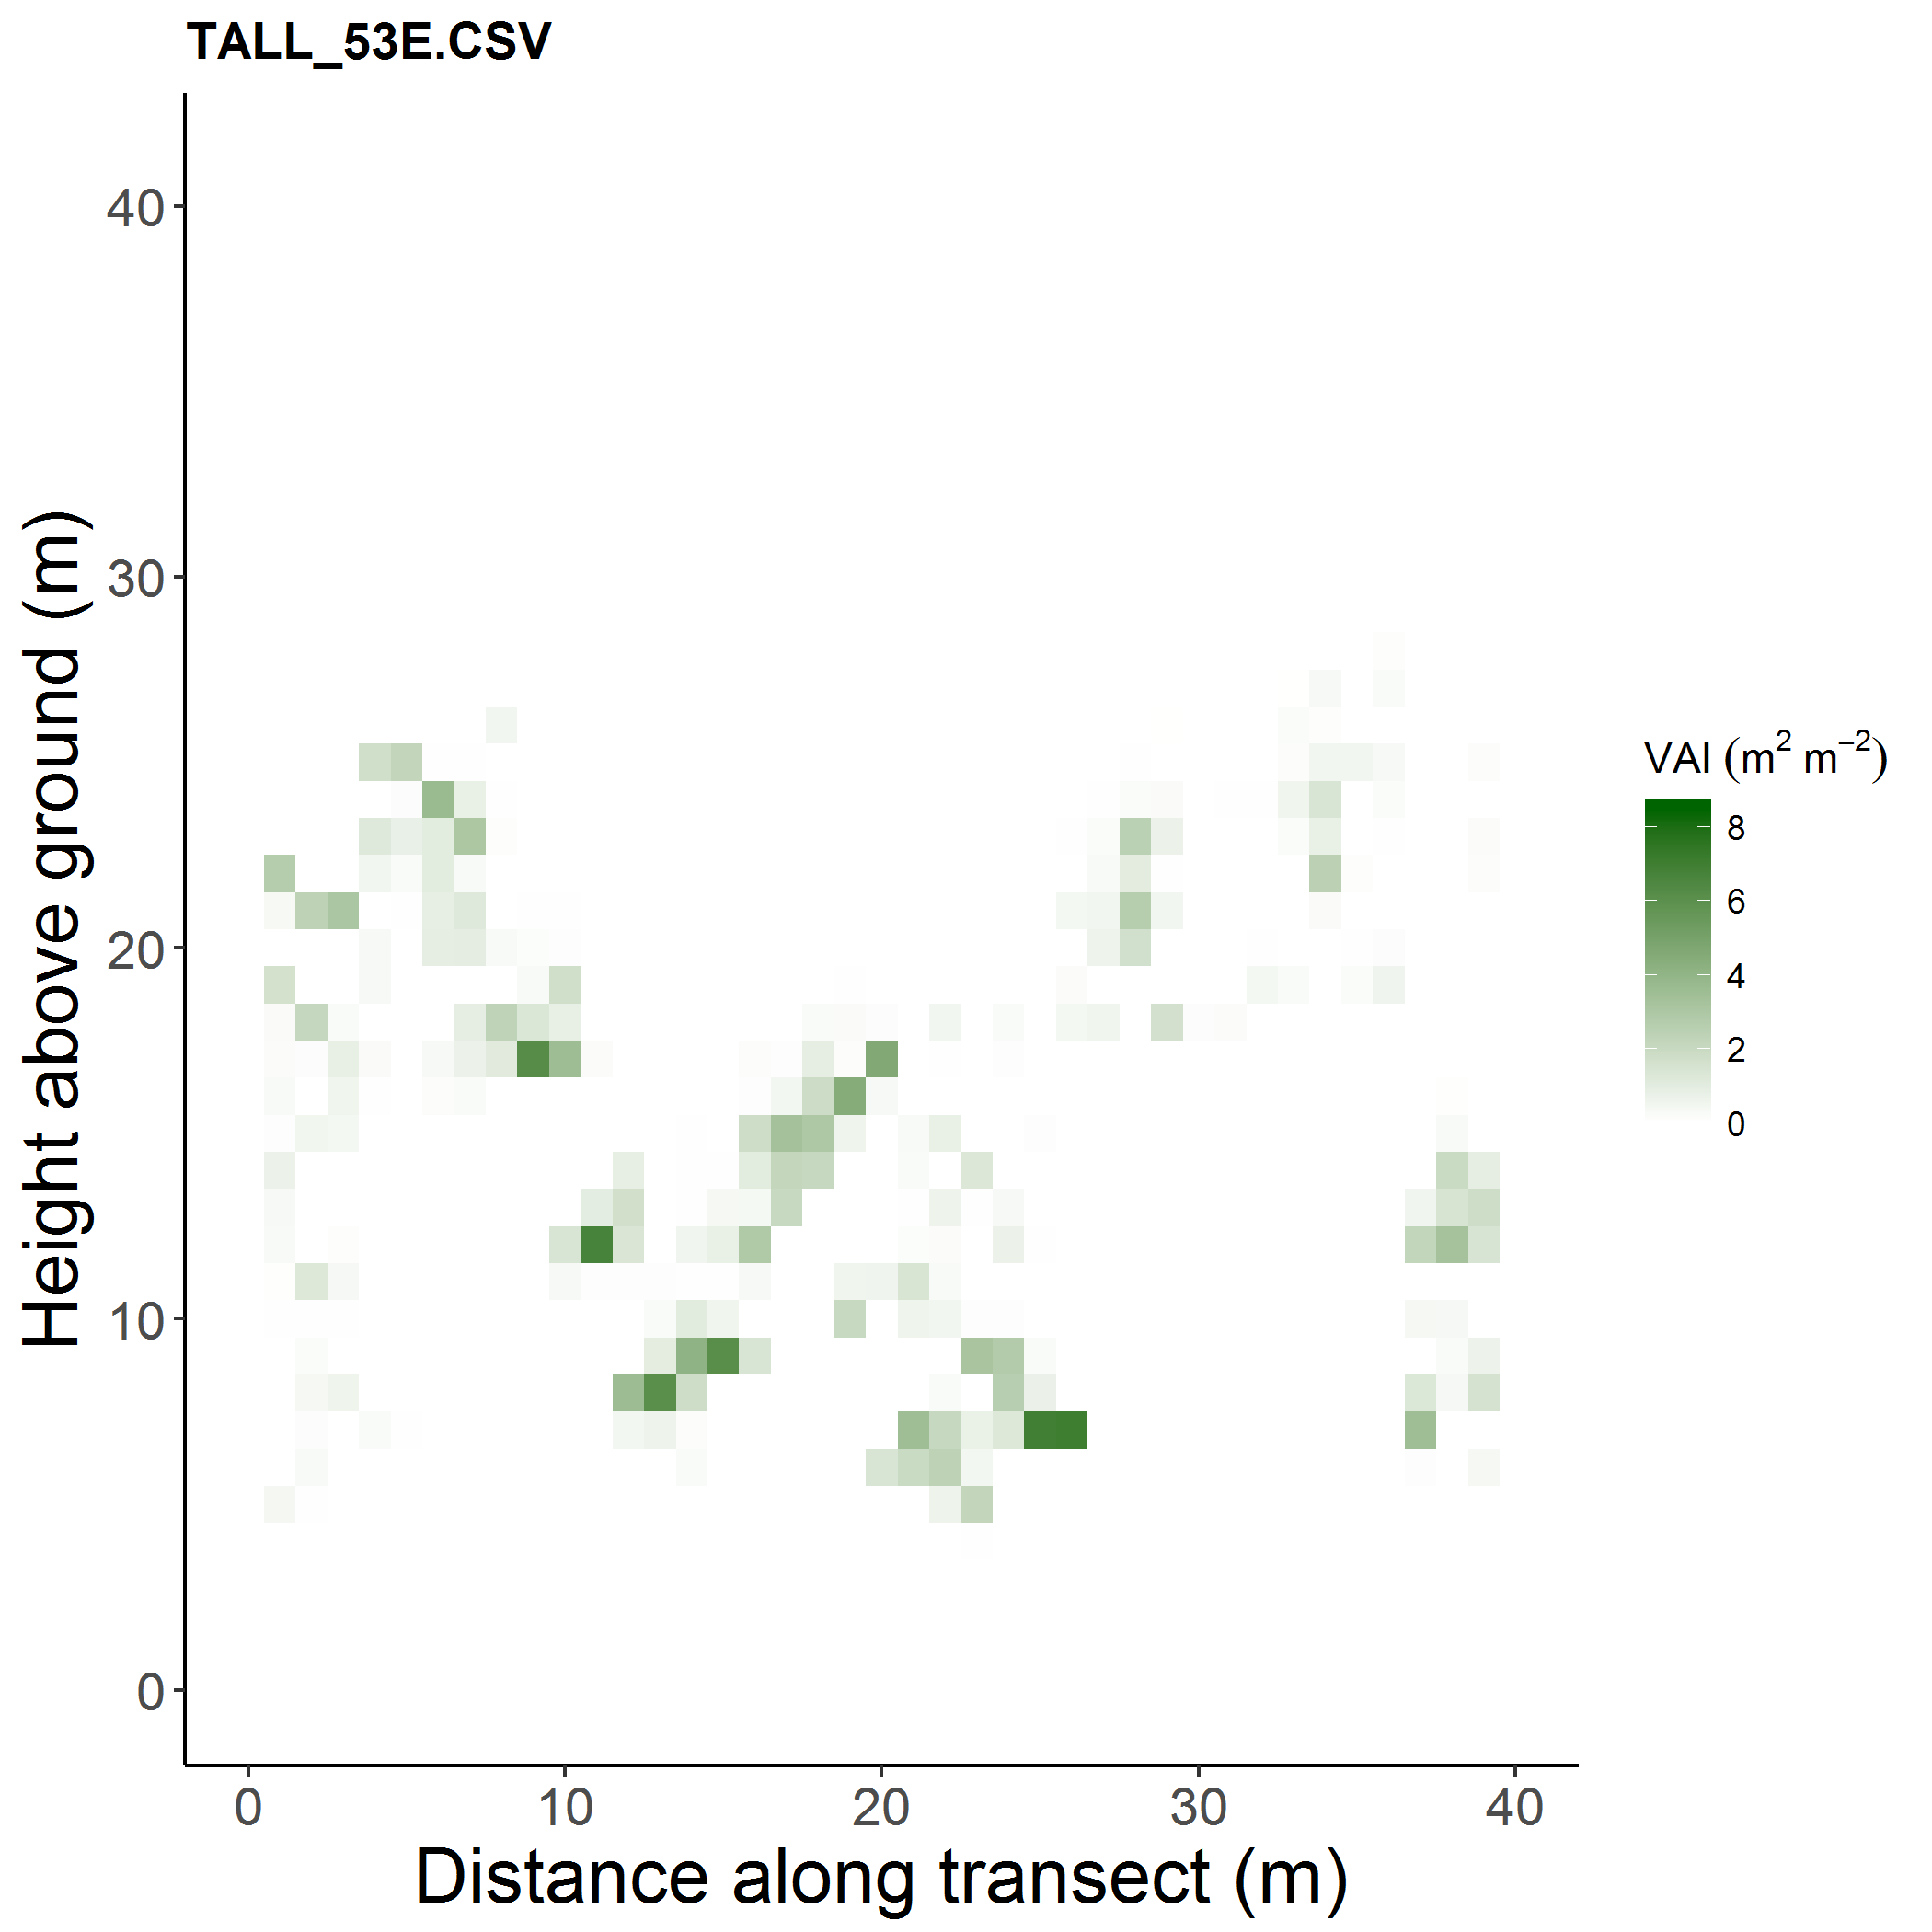 TALL_53E.CSV
Height above ground (m)
40
30
20
10
0
0 10 20 30 40
Distance along transect (m)
VAI (m² m⁻²)
8
6
4
2
0